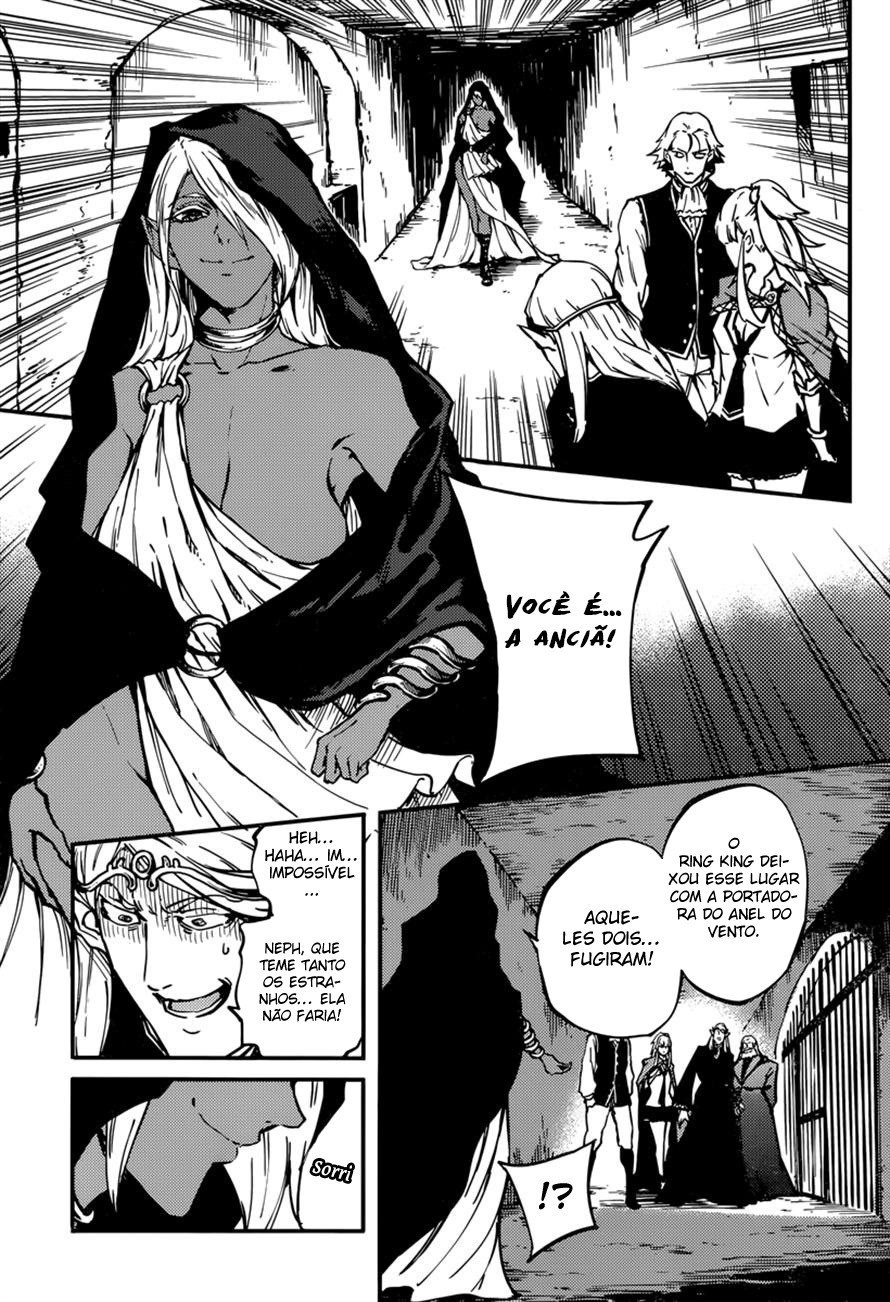 VOCÊ É...
A ANCIÃ!
O
RING KING DEI-
XOU ESSE LUGAR
COM A PORTADO-
RA DO ANEL DO
VENTO.
AQUE-
LES DOIS...
FUGIRAM!
!?
HEH...
HAHA... IM...
IMPOSSÍVEL
...
NEPH, QUE
TEME TANTO
OS ESTRA-
NHOS... ELA
NÃO FARIA!
Sorri